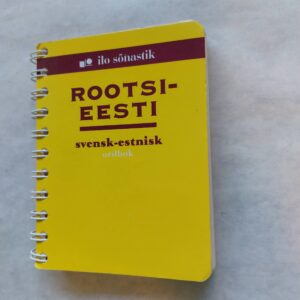 ilo sõnastik
ROOTSI-
EESTI
svensk-estnisk
ordbok